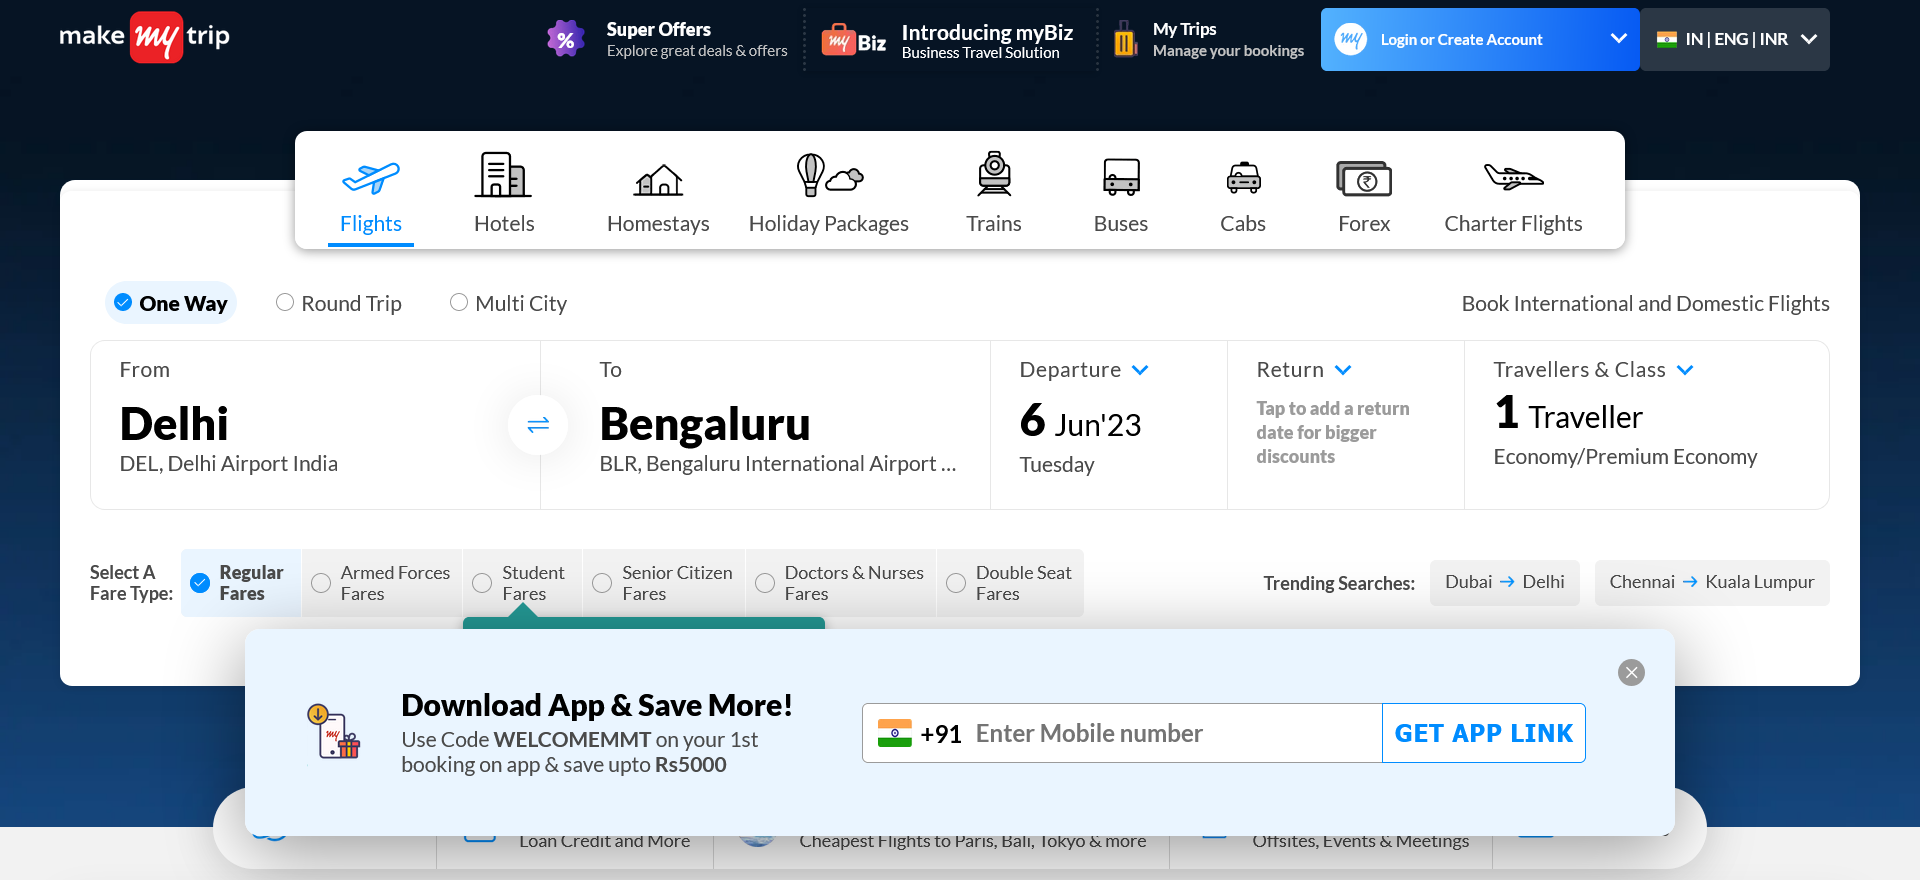 make my trip
%
Super Offers
Explore great deals & offers
my Biz
Introducing myBiz
Business Travel Solution
My Trips
Manage your bookings
my
Login or Create Account
IN | ENG | INR
Flights
Hotels
Homestays
Holiday Packages
Trains
Buses
Cabs
₹
Forex
Charter Flights
One Way
Round Trip
Multi City
Book International and Domestic Flights
From
Delhi
DEL, Delhi Airport India
To
Bengaluru
BLR, Bengaluru International Airport ...
Departure
6 Jun'23
Tuesday
Return
Tap to add a return
date for bigger
discounts
Travellers & Class
1 Traveller
Economy/Premium Economy
Select A
Fare Type:
Regular
Fares
Armed Forces
Fares
Student
Fares
Senior Citizen
Fares
Doctors & Nurses
Fares
Double Seat
Fares
Trending Searches:
Dubai → Delhi
Chennai → Kuala Lumpur
my
Download App & Save More!
Use Code WELCOMEMMT on your 1st
booking on app & save upto Rs5000
+91
Enter Mobile number
GET APP LINK
Loan Credit and More
Cheapest Flights to Paris, Bali, Tokyo & more
Offsites, Events & Meetings